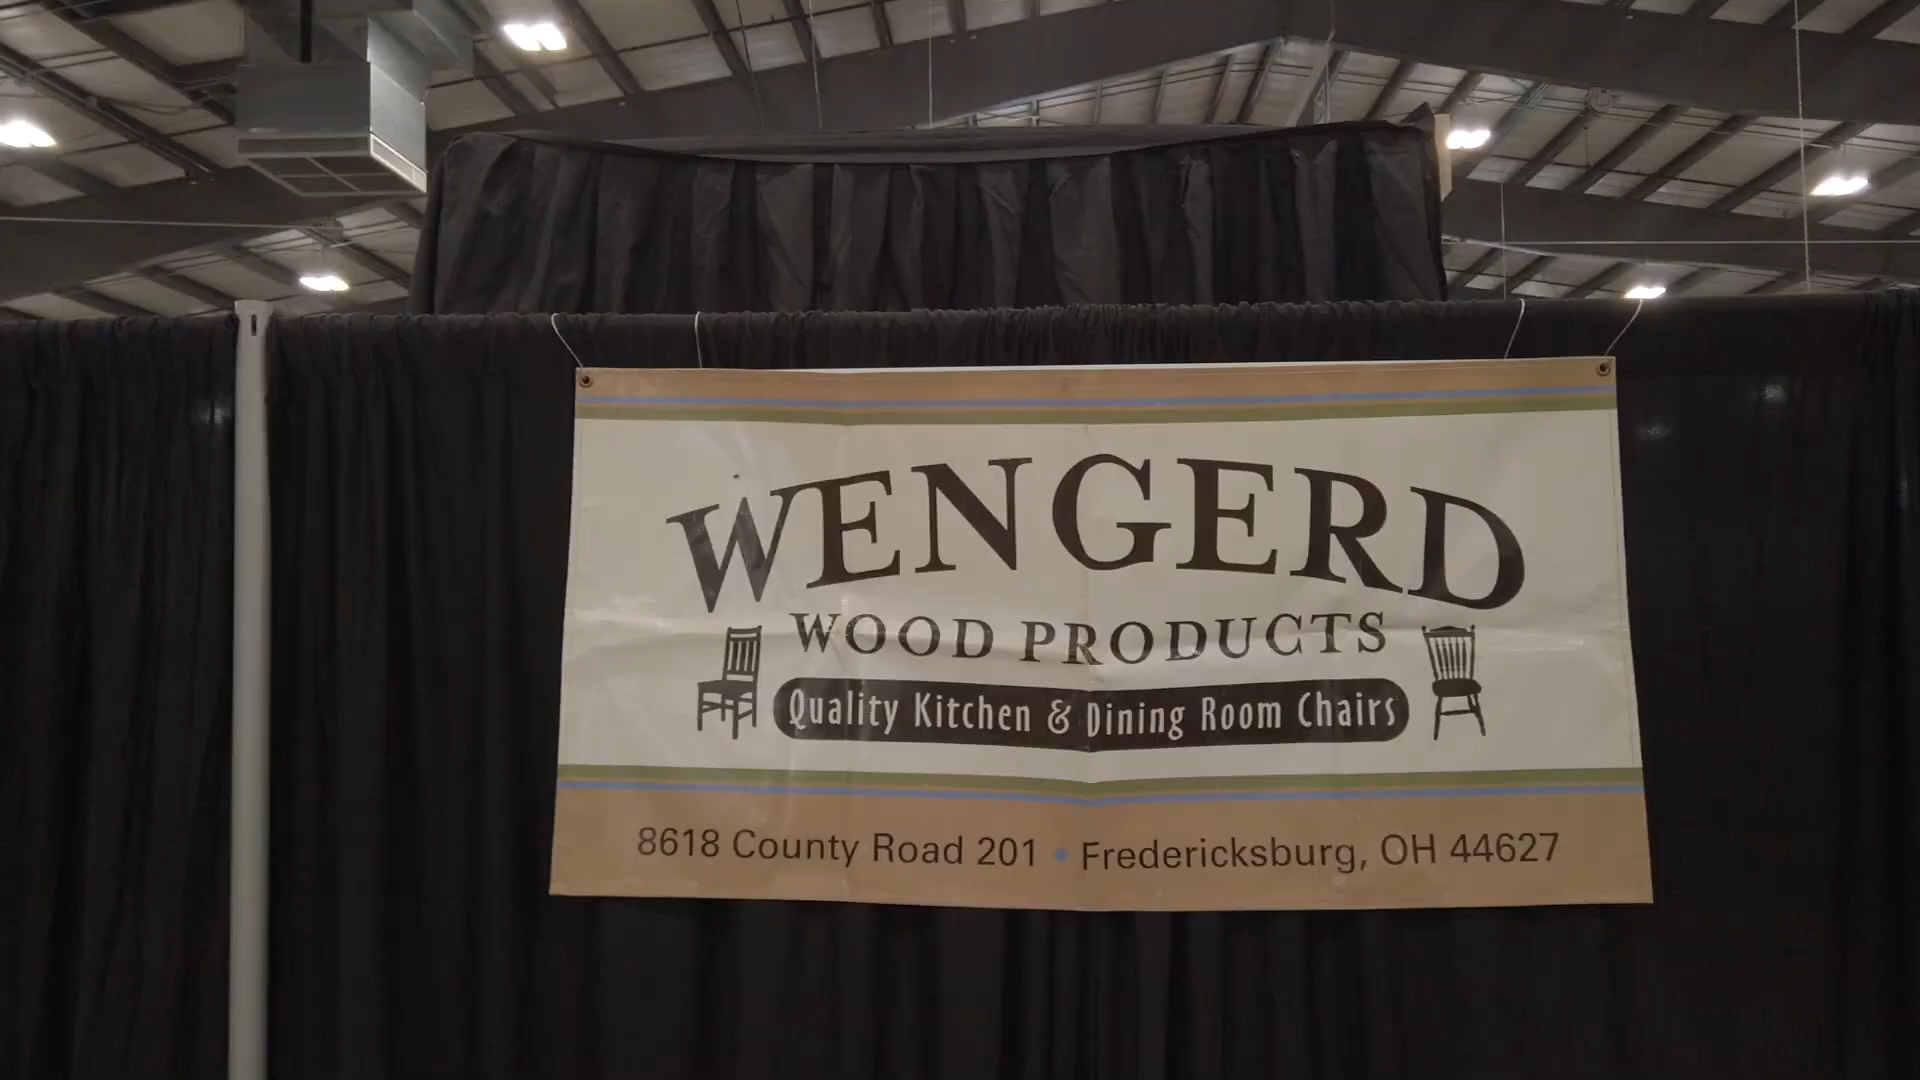 WENGERD
WOOD PRODUCTS
Quality Kitchen & Dining Room Chairs
8618 County Road 201 • Fredericksburg, OH 44627